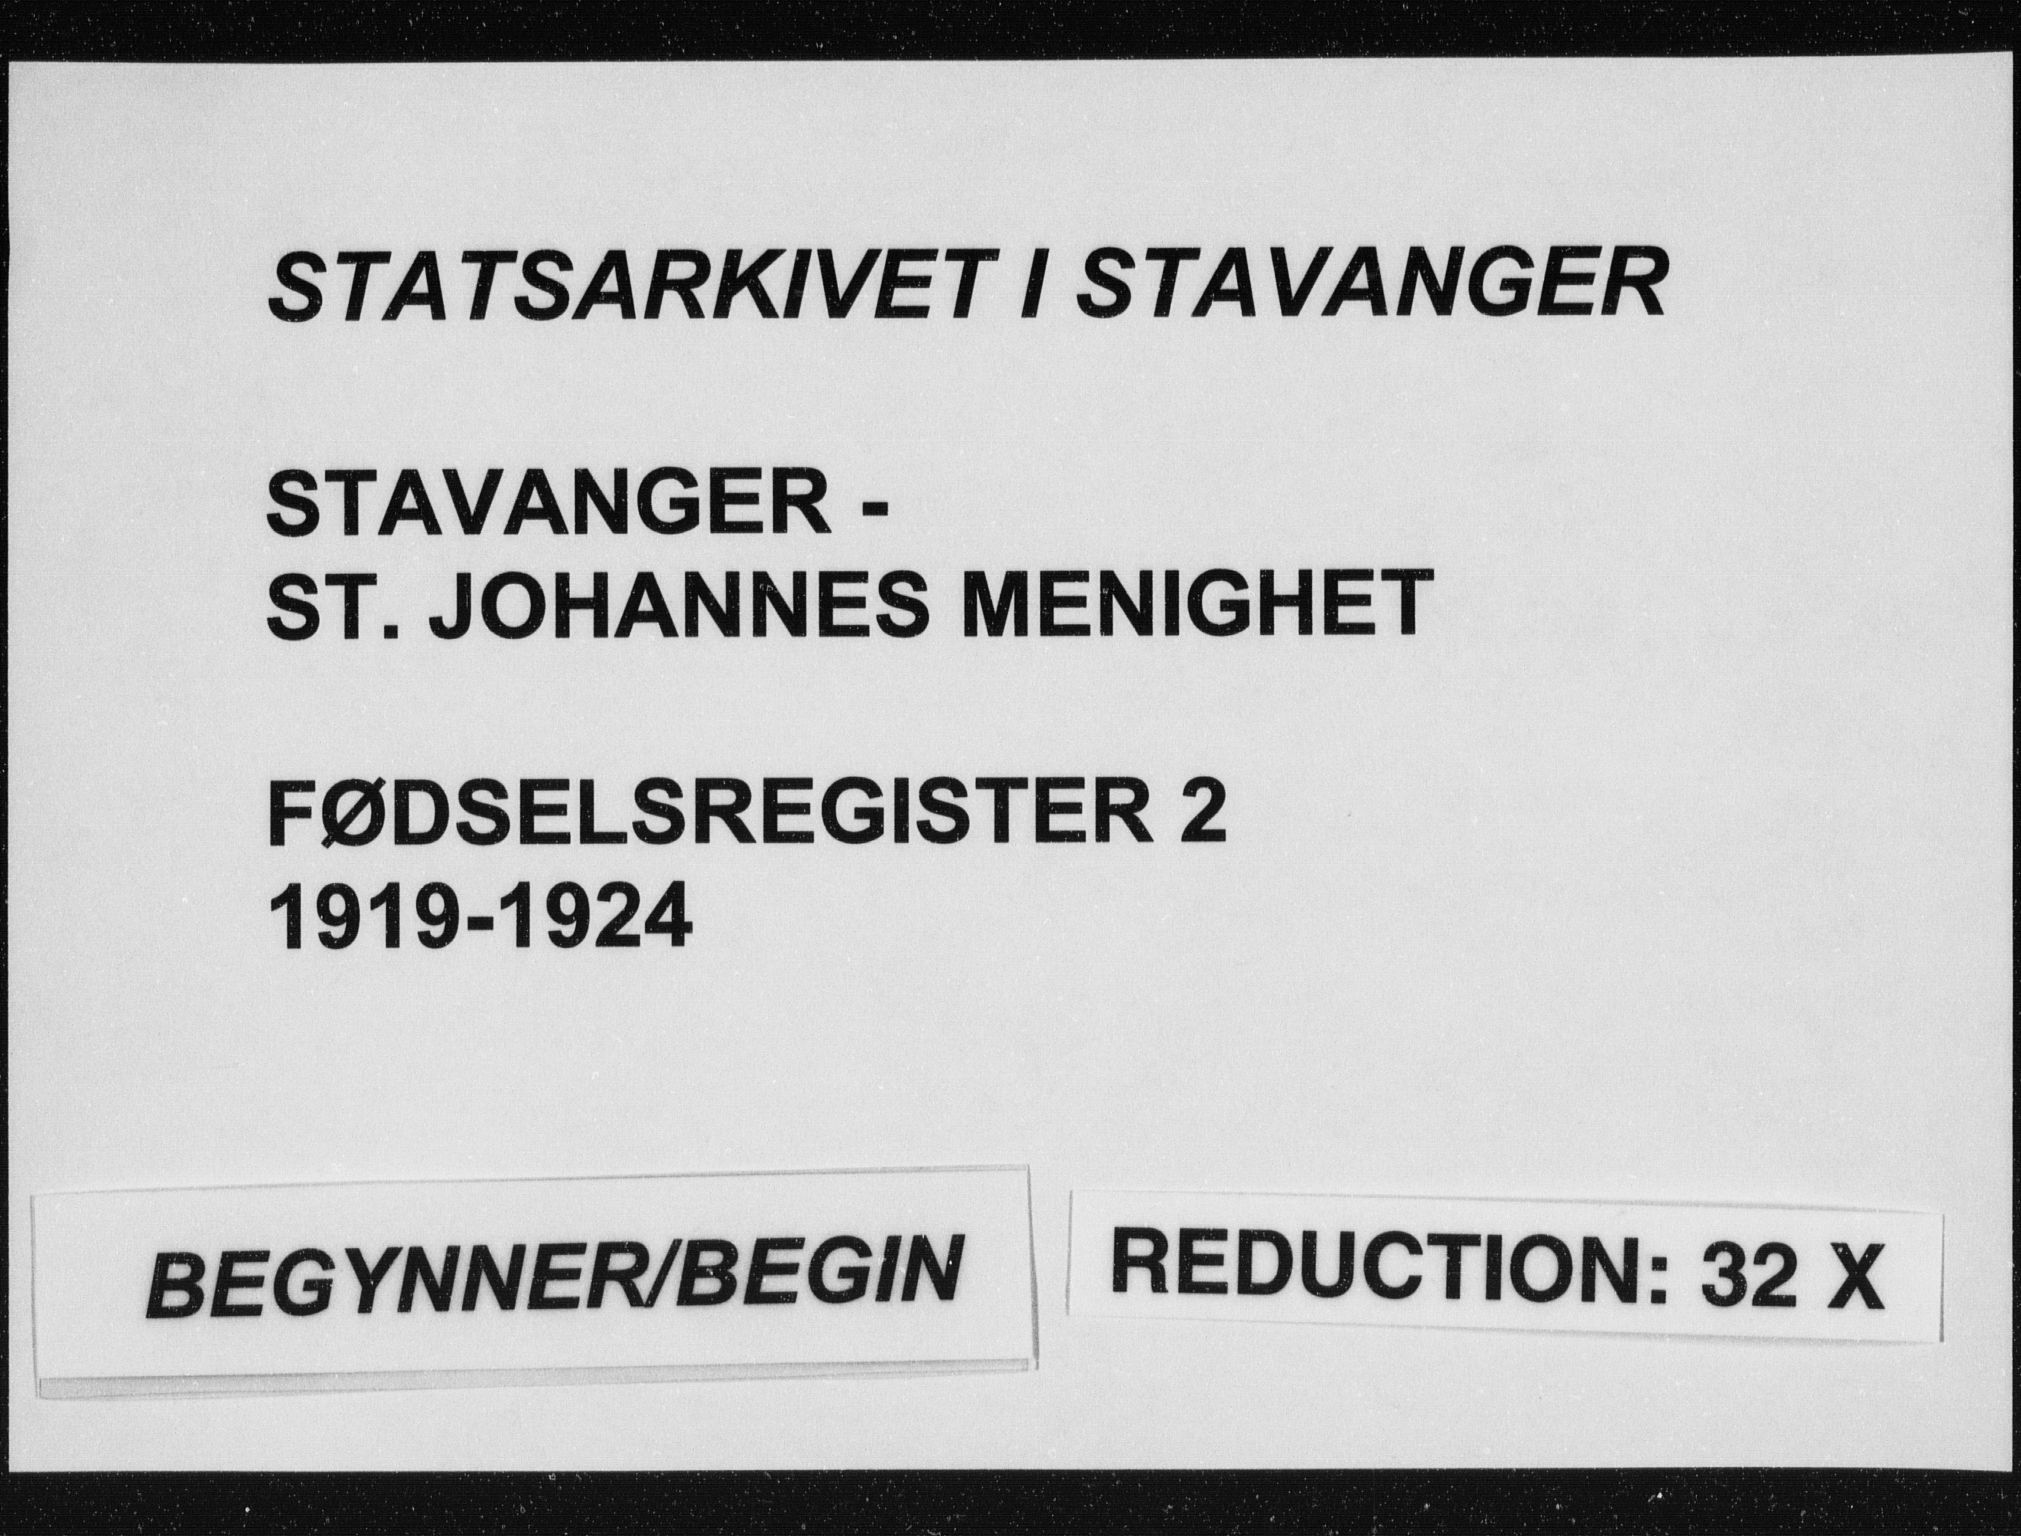 STATSARKIVET I STAVANGER
STAVANGER -
ST. JOHANNES MENIGHET
FØDSELSREGISTER 2
1919-1924
BEGYNNER/BEGIN
REDUCTION: 32 X